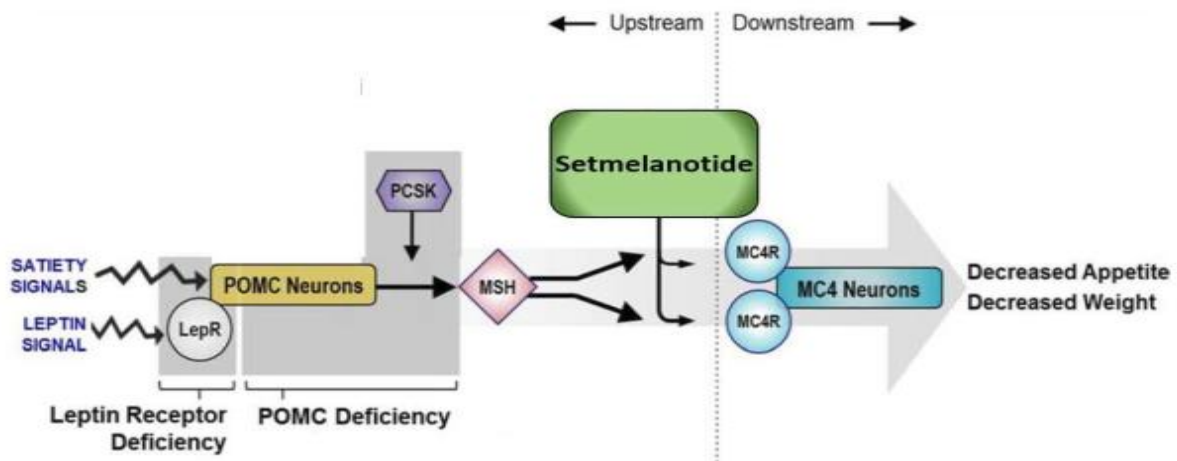 Upstream
Downstream
Setmelanotide
PCSK
SATIETY
SIGNALS
POMC Neurons
MSH
MC4R
MC4 Neurons
Decreased Appetite
Decreased Weight
LEPTIN
SIGNAL
LepR
MC4R
Leptin Receptor
Deficiency
POMC Deficiency